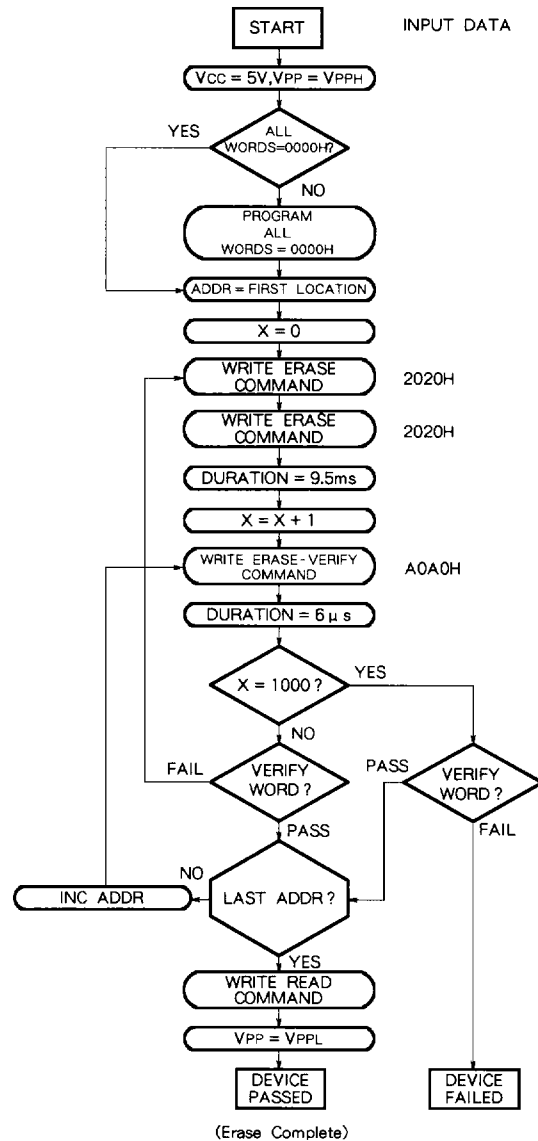 START
INPUT DATA
VCC = 5V,VPP = VPPH
YES
ALL
WORDS=0000H?
NO
PROGRAM
ALL
WORDS = 0000H
ADDR = FIRST LOCATION
X = 0
WRITE ERASE
COMMAND
2020H
WRITE ERASE
COMMAND
2020H
DURATION = 9.5ms
X = X + 1
WRITE ERASE-VERIFY
COMMAND
A0A0H
DURATION = 6 μ s
X = 1000 ?
YES
NO
FAIL
VERIFY
WORD ?
PASS
VERIFY
WORD ?
PASS
FAIL
NO
LAST ADDR ?
INC ADDR
YES
WRITE READ
COMMAND
VPP = VPPL
DEVICE
PASSED
DEVICE
FAILED
(Erase Complete)